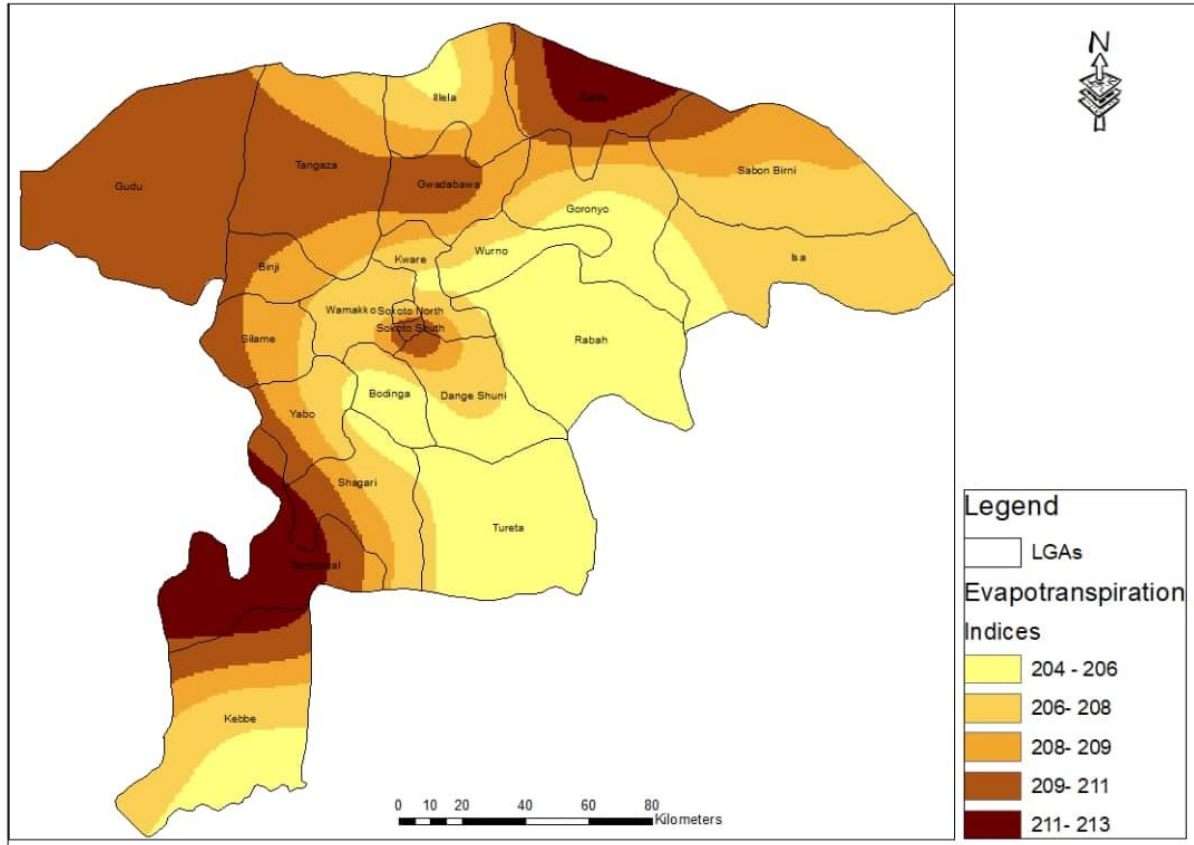 N
Illela
Gada
Tangaza
Sabon Birni
Gudu
Gwadabawa
Goronyo
Wurno
Isa
Kware
Binji
Wamakko
Sokoto North
Sokoto South
Silame
Rabah
Bodinga
Dange Shuni
Yabo
Shagari
Tureta
Tambuwal
Kebbe
0 10 20 40 60 80
Kilometers
Legend
LGAs
Evapotranspiration
Indices
204 - 206
206- 208
208- 209
209- 211
211- 213